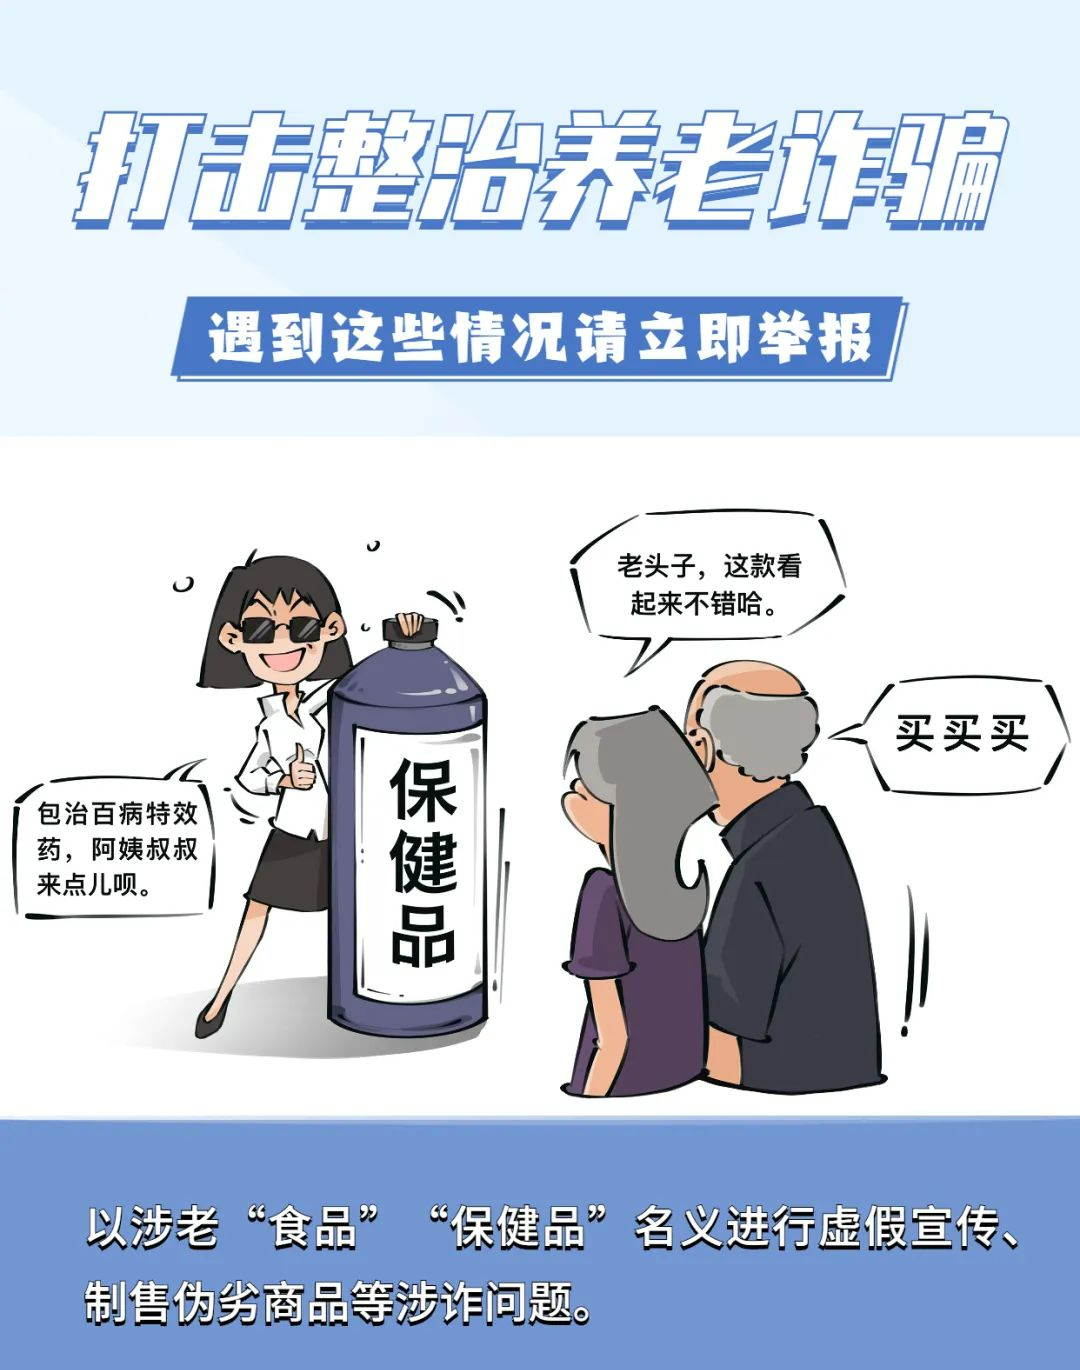 打击整治养老诈骗
遇到这些情况请立即举报
老头子，这款看
起来不错哈。
买买买
包治百病特效
药，阿姨叔叔
来点儿呗。
保健品
以涉老“食品”“保健品”名义进行虚假宣传、
制售伪劣商品等涉诈问题。